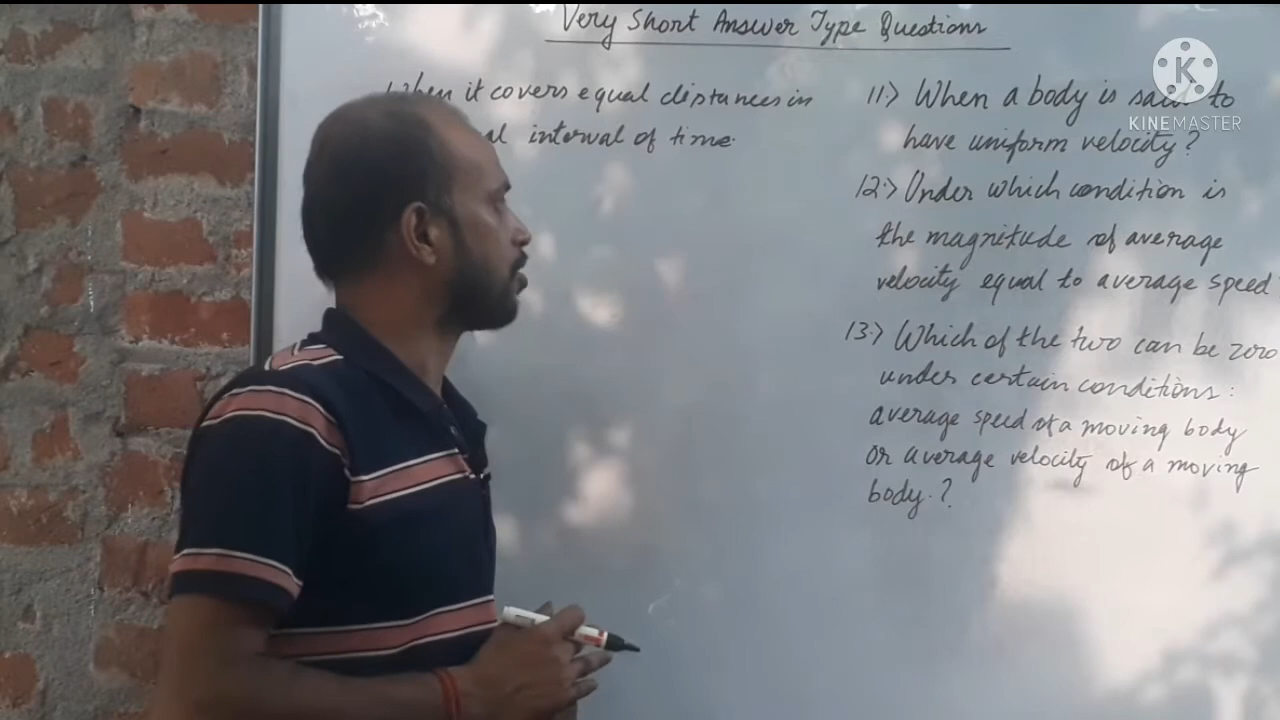 Very Short Answer Type Questions
When it covers equal distances in
interval of time.
11:> When a body is said to
have uniform velocity?
12:> Under which condition is
the magnitude of average
velocity equal to average speed
13:> Which of the two can be zero
under certain conditions:
average speed of a moving body
or average velocity of a moving
body.?
K
KINEMASTER